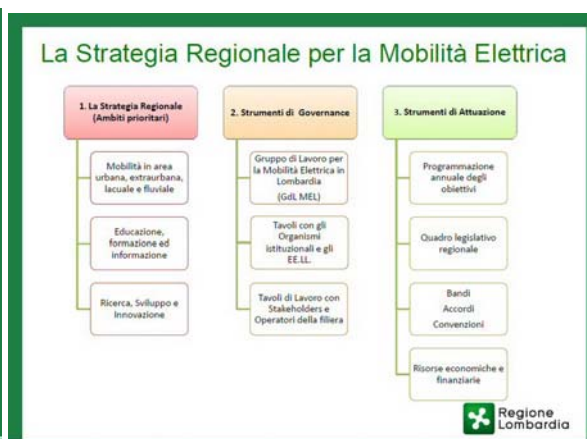 La Strategia Regionale per la Mobilità Elettrica
1. La Strategia Regionale
(Ambiti prioritari)
Mobilità in area
urbana, extraurbana,
lacuale e fluviale
Educazione,
formazione ed
informazione
Ricerca, Sviluppo e
Innovazione
2. Strumenti di Governance
Gruppo di Lavoro per
la Mobilità Elettrica in
Lombardia
(GdL MEL)
Tavoli con gli
Organismi
istituzionali e gli
EE.LL.
Tavoli di Lavoro con
Stakeholders e
Operatori della filiera
3. Strumenti di Attuazione
Programmazione
annuale degli
obiettivi
Quadro legislativo
regionale
Bandi
Accordi
Convenzioni
Risorse economiche e
finanziarie
Regione
Lombardia